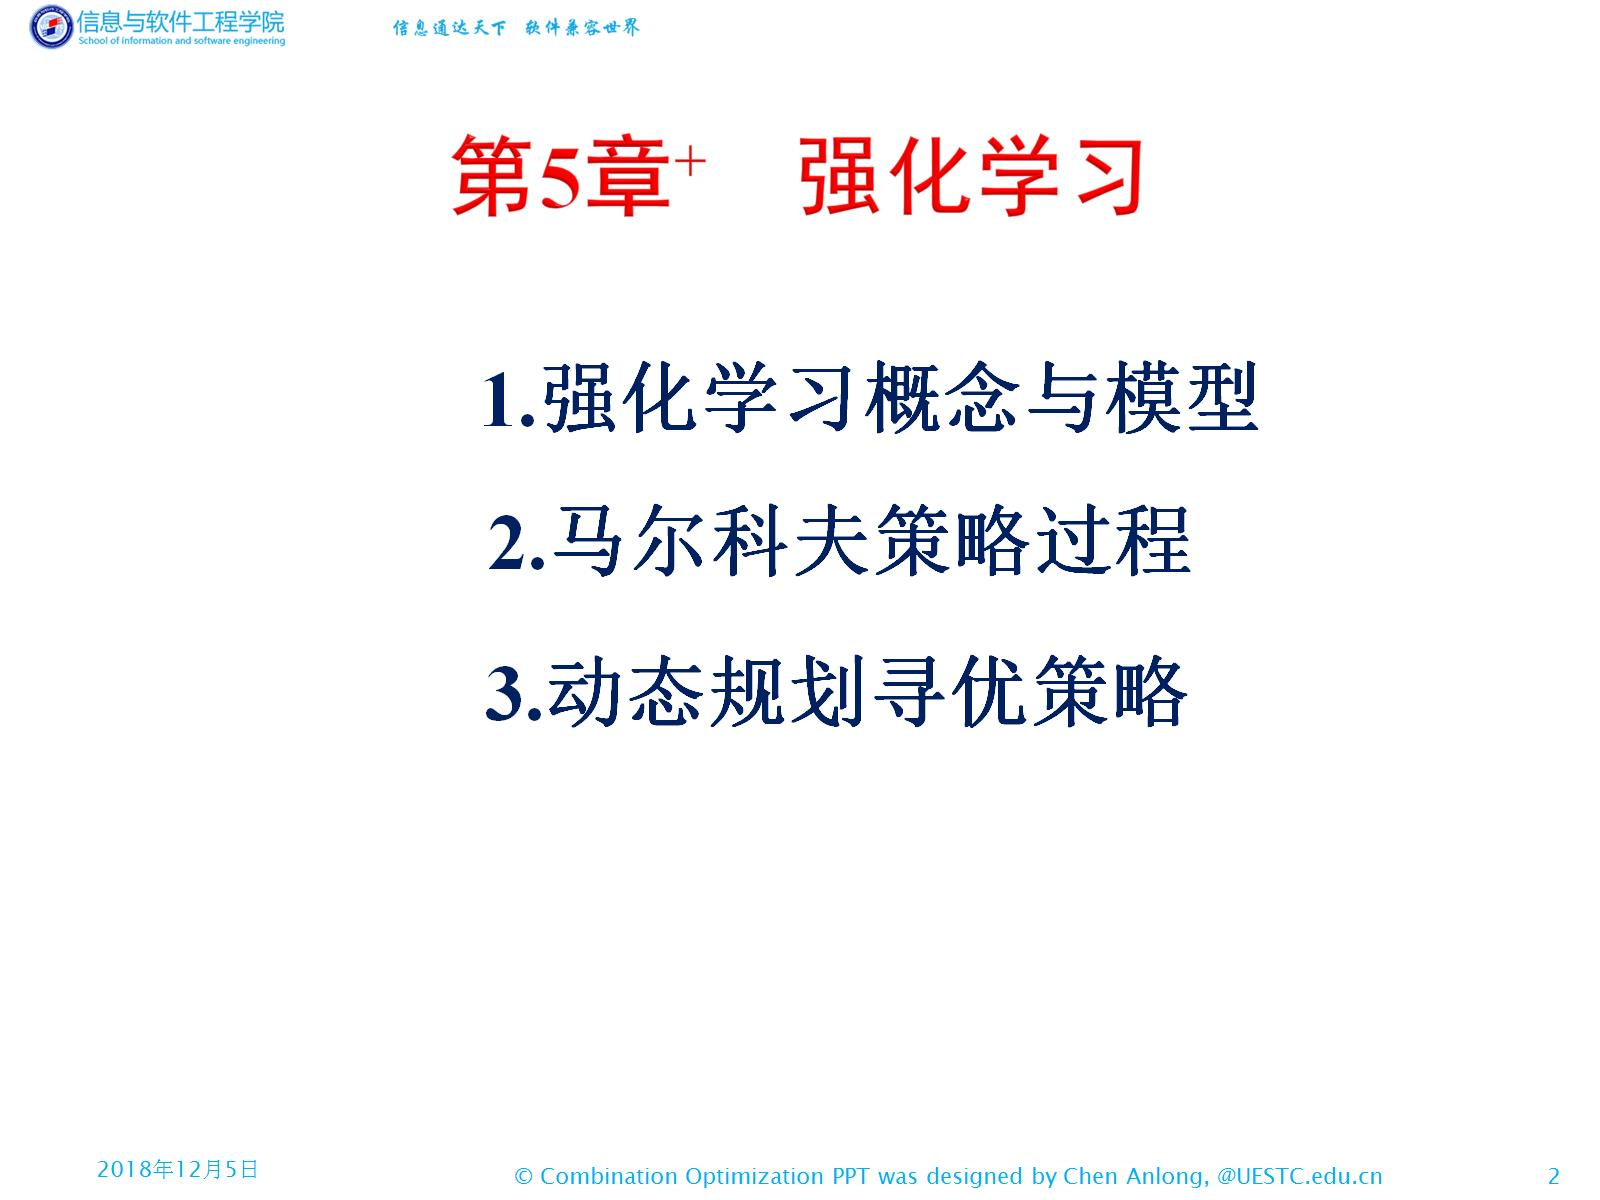 信息与软件工程学院
School of information and software engineering
信息通达天下 软件兼容世界
第5章+ 强化学习
1.强化学习概念与模型
2.马尔科夫策略过程
3.动态规划寻优策略
2018年12月5日
© Combination Optimization PPT was designed by Chen Anlong, @UESTC.edu.cn
2